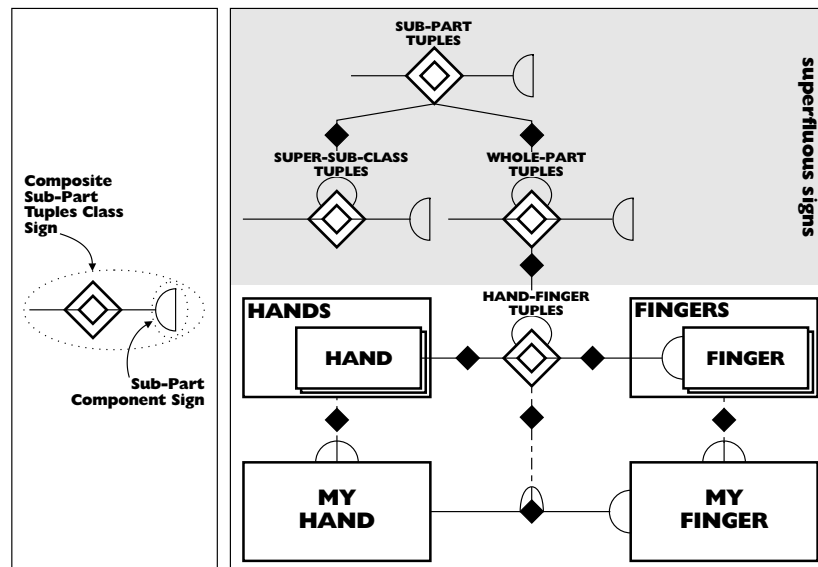 Composite
Sub-Part
Tuples Class
Sign
Sub-Part
Component Sign
SUB-PART
TUPLES
superfluous signs
SUPER-SUB-CLASS
TUPLES
WHOLE-PART
TUPLES
HAND-FINGER
TUPLES
HANDS
HAND
FINGERS
FINGER
MY
HAND
MY
FINGER